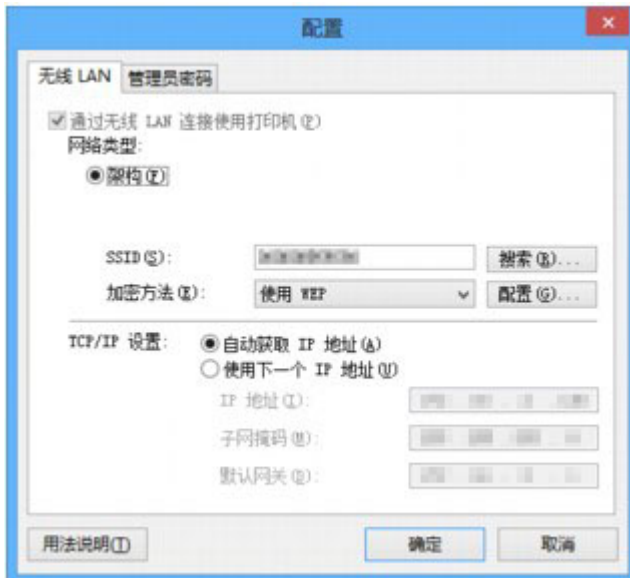 配置
无线 LAN 管理员密码
通过无线 LAN 连接使用打印机(P)
网络类型:
架构(F)
SSID(S): 搜索(R)...
加密方法(E): 使用 WEP 配置(G)...
TCP/IP 设置: 自动获取 IP 地址(A)
使用下一个 IP 地址(U)
IP 地址(I):
子网掩码(M):
默认网关(D):
用法说明(T) 确定 取消